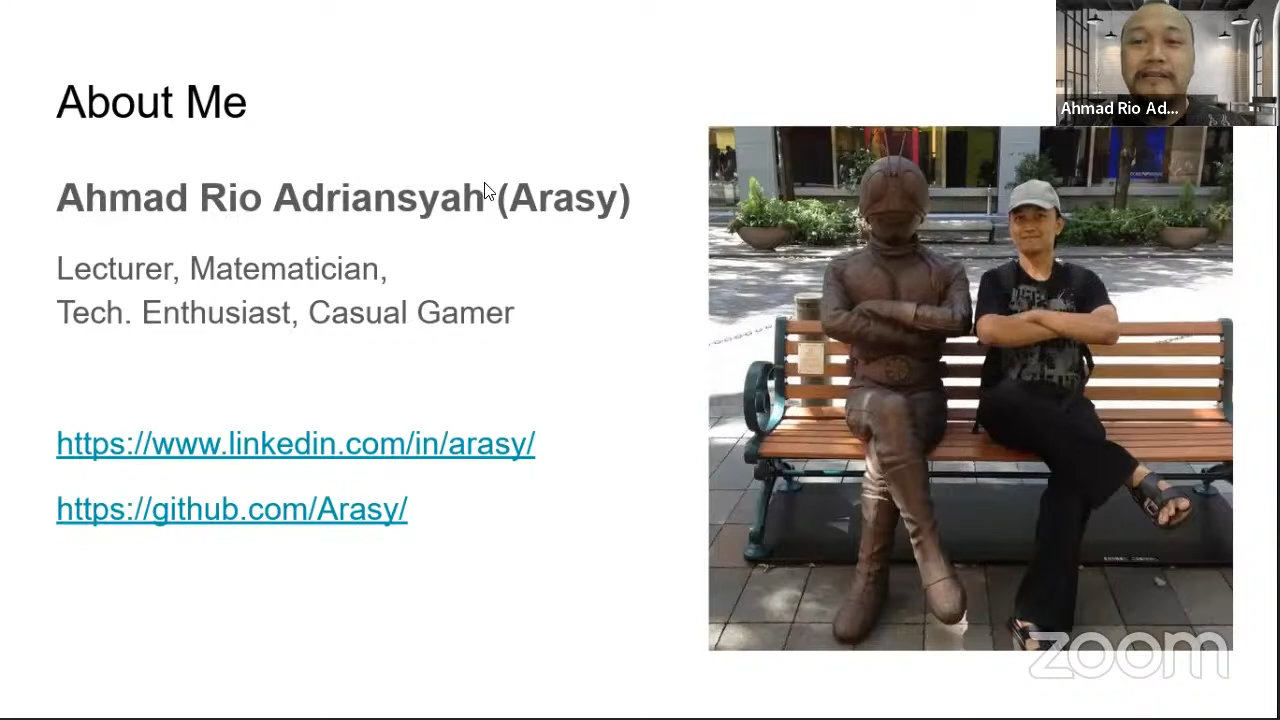 About Me
Ahmad Rio Adriansyah (Arasy)
Lecturer, Matematician,
Tech. Enthusiast, Casual Gamer
https://www.linkedin.com/in/arasy/
https://github.com/Arasy/
Ahmad Rio Ad...
zoom